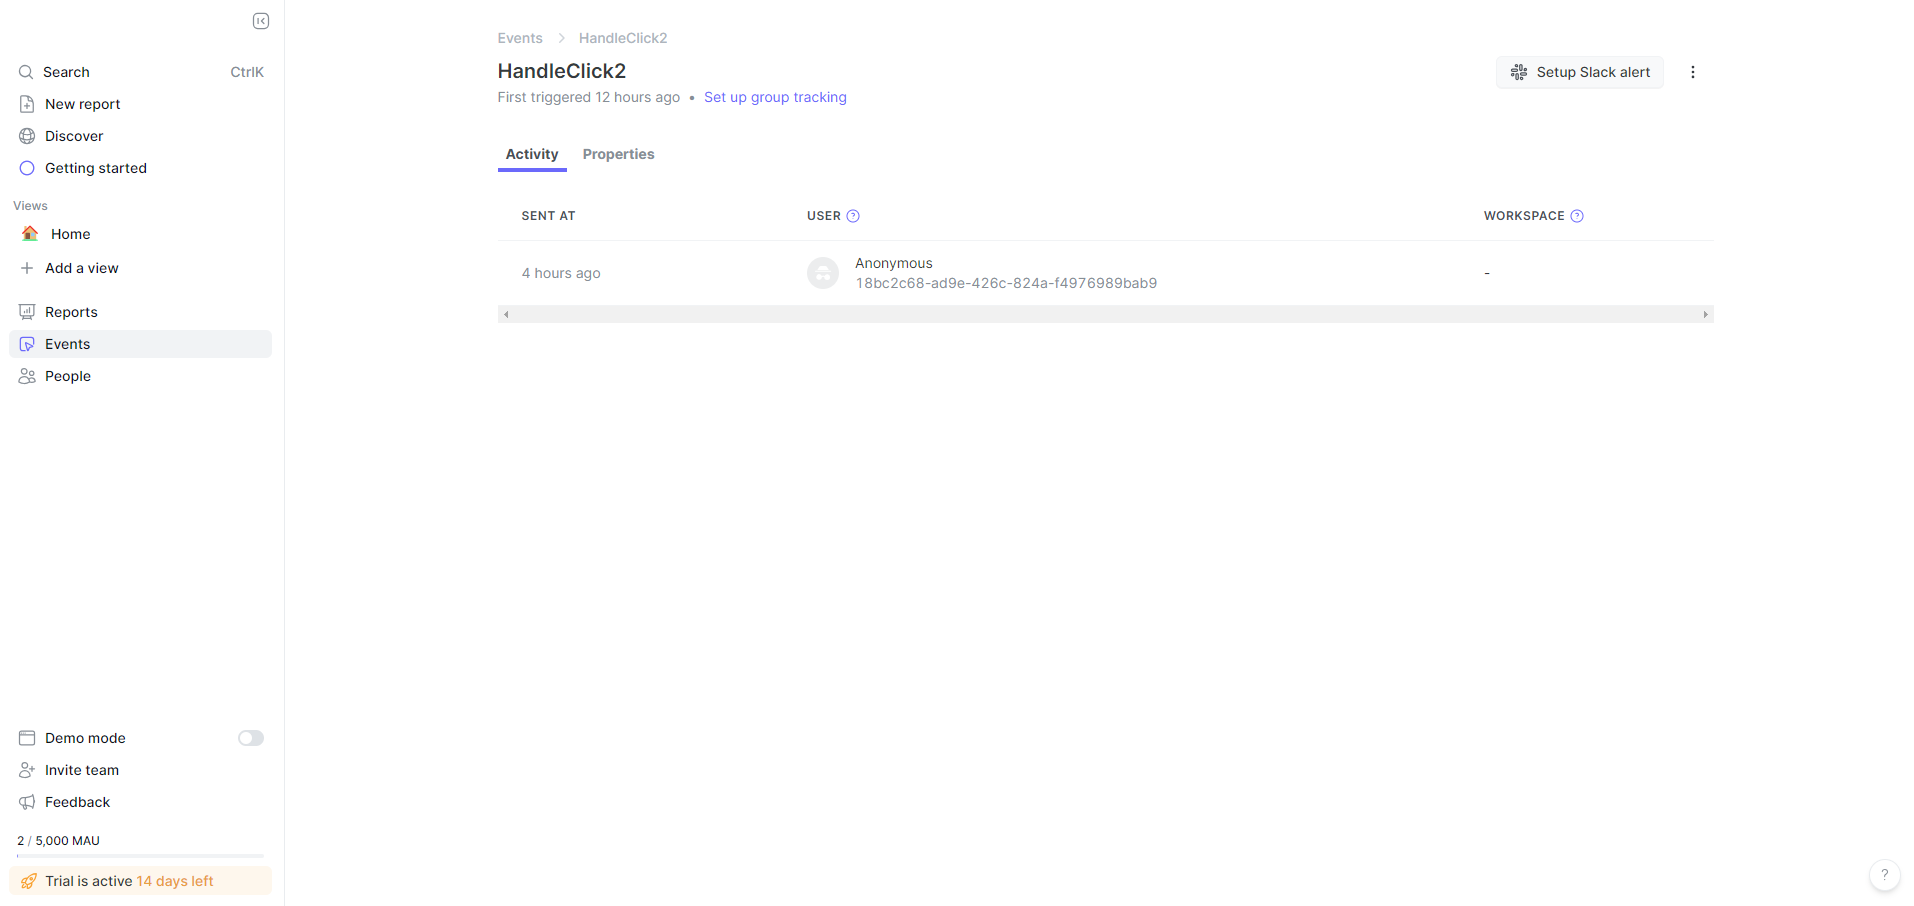 Search CtrlK
New report
Discover
Getting started
Views
Home
Add a view
Reports
Events
People
Demo mode
Invite team
Feedback
2 / 5,000 MAU
Trial is active 14 days left
Events HandleClick2
HandleClick2
First triggered 12 hours ago • Set up group tracking
Setup Slack alert
Activity Properties
SENT AT USER ? WORKSPACE ?
4 hours ago
Anonymous
18bc2c68-ad9e-426c-824a-f4976989bab9
-
?